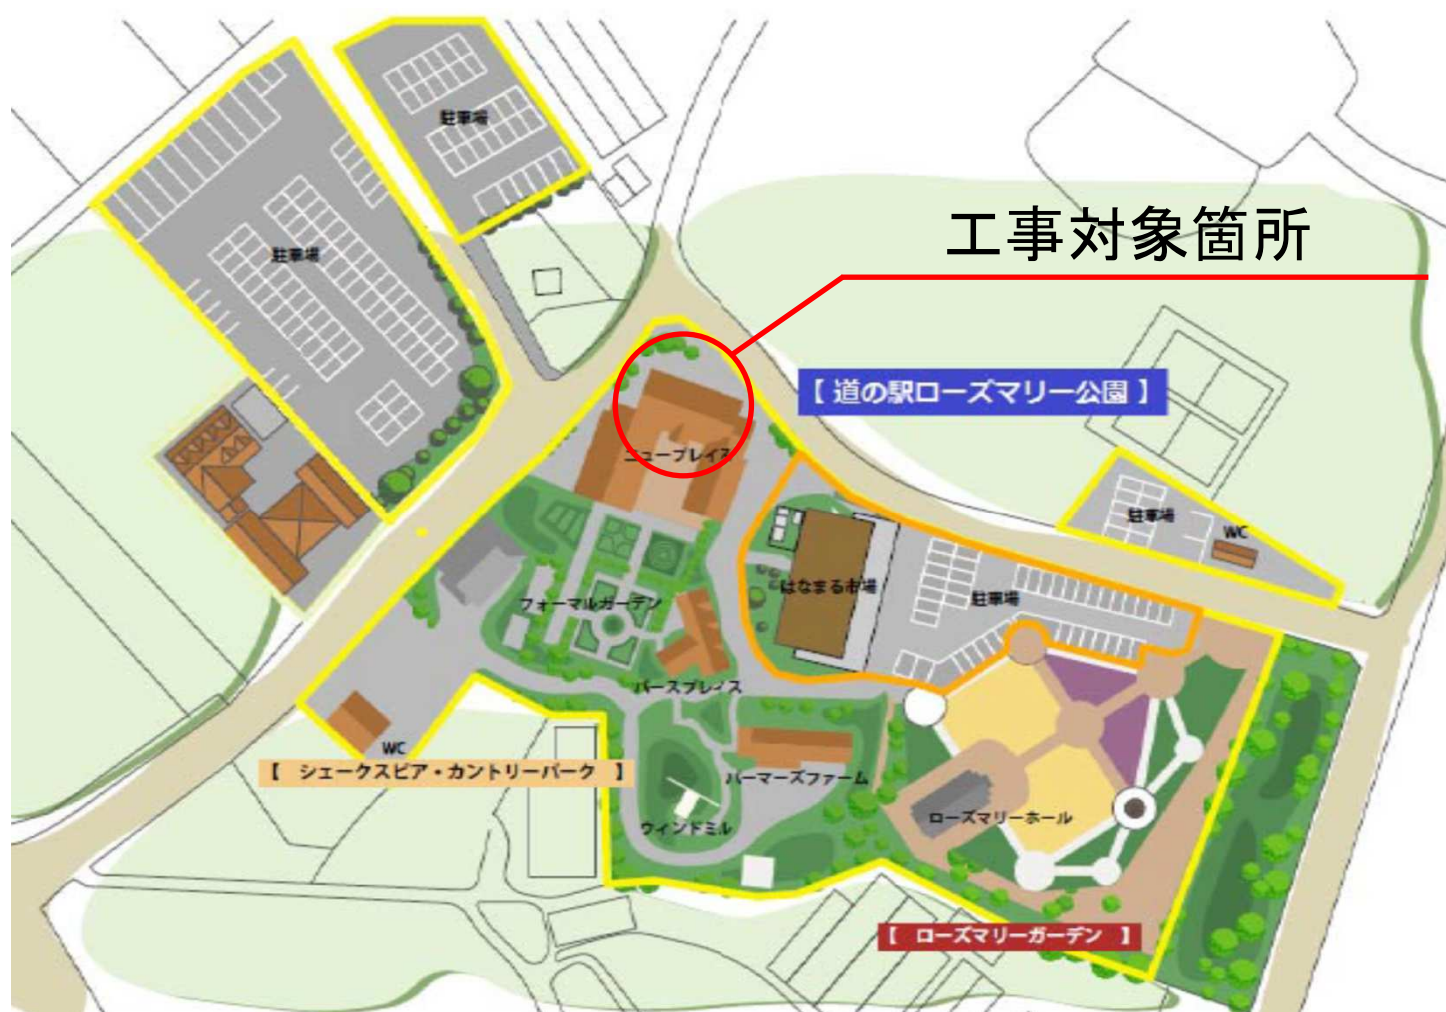 駐車場
駐車場
工事対象箇所
【 道の駅ローズマリー公園 】
ニュープレイス
駐車場
WC
はなまる市場
駐車場
フォーマルガーデン
バースプレイス
WC
【 シェークスピア・カントリーパーク 】
バーマーズファーム
ウィンドミル
ローズマリーホール
【 ローズマリーガーデン 】